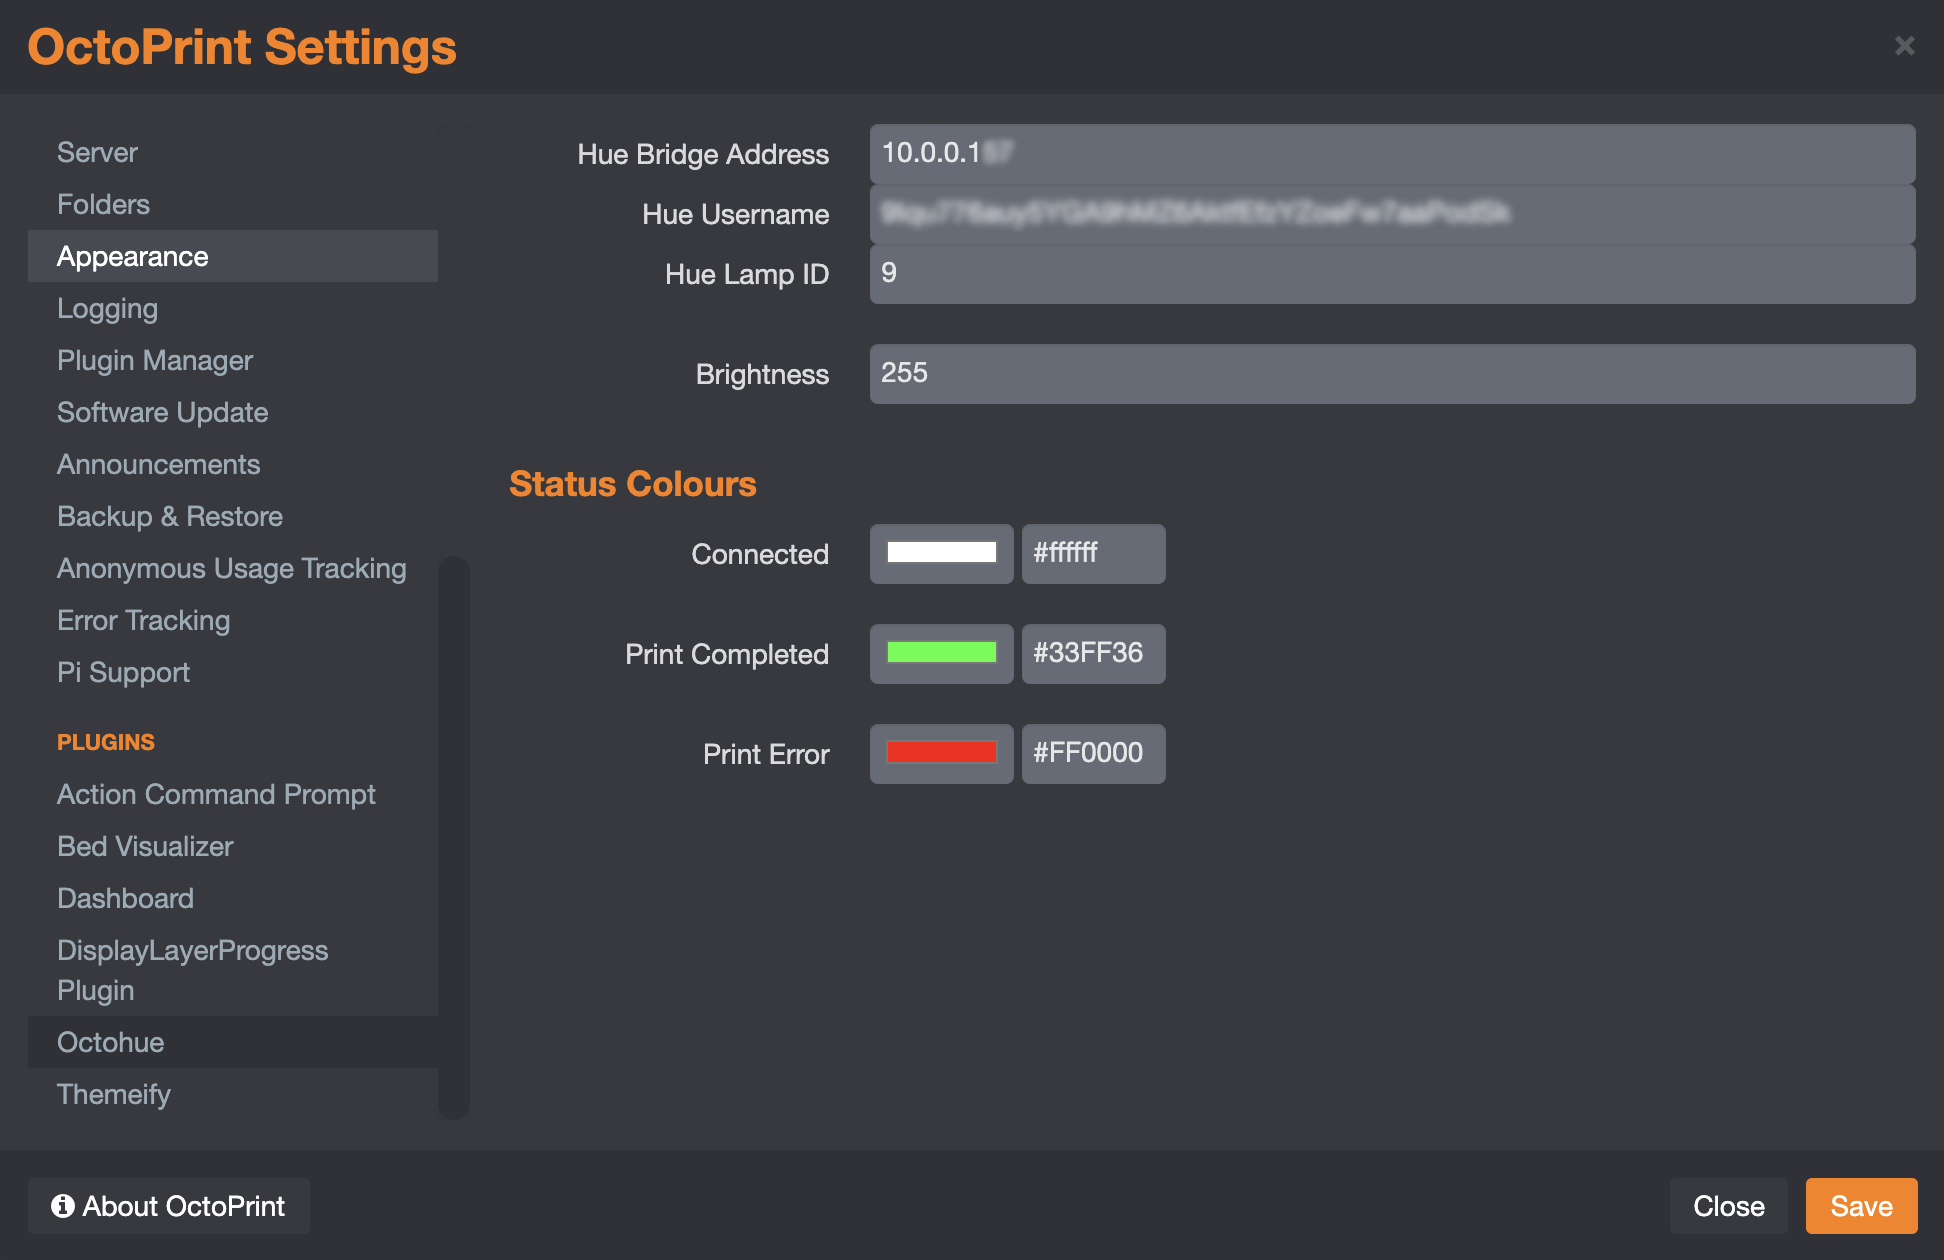 OctoPrint Settings
×
Server
Folders
Appearance
Logging
Plugin Manager
Software Update
Announcements
Backup & Restore
Anonymous Usage Tracking
Error Tracking
Pi Support
PLUGINS
Action Command Prompt
Bed Visualizer
Dashboard
DisplayLayerProgress
Plugin
Octohue
Themeify
Hue Bridge Address 10.0.0.1
Hue Username
Hue Lamp ID 9
Brightness 255
Status Colours
Connected #ffffff
Print Completed #33FF36
Print Error #FF0000
About OctoPrint
Close
Save